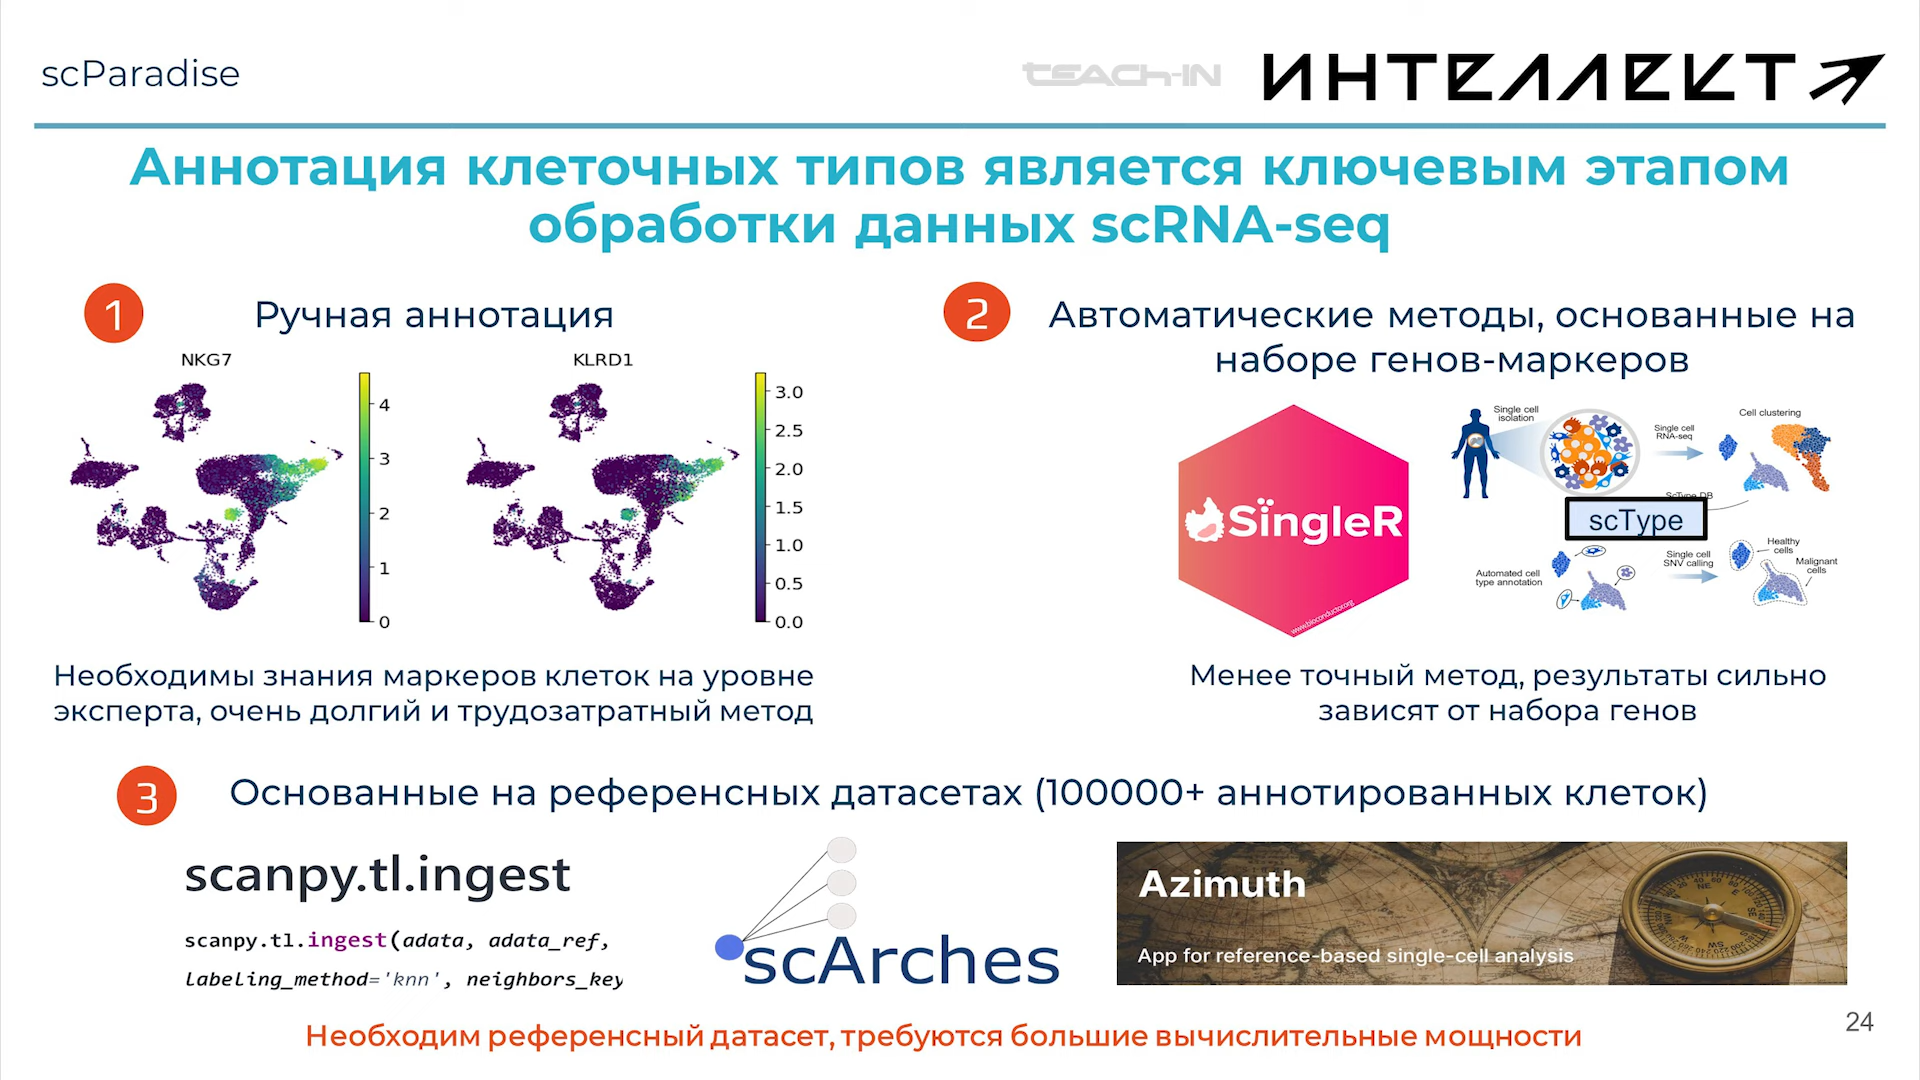 scParadise
TEACH-IN
ИНТЕЛЛЕКТ
Аннотация клеточных типов является ключевым этапом
обработки данных scRNA-seq
1
Ручная аннотация
NKG7
4
3
2
1
0
KLRD1
3.0
2.5
2.0
1.5
1.0
0.5
0.0
Необходимы знания маркеров клеток на уровне
эксперта, очень долгий и трудозатратный метод
2
Автоматические методы, основанные на
наборе генов-маркеров
SingleR
www.bioconductor.org
Single cell
isolation
Single cell
RNA-seq
Cell clustering
ScType DB
scType
Automated cell
type annotation
Single cell
SNV calling
Healthy
cells
Malignant
cells
Менее точный метод, результаты сильно
зависят от набора генов
3
Основанные на референсных датасетах (100000+ аннотированных клеток)
scanpy.tl.ingest
scanpy.tl.ingest(adata, adata_ref,
labeling_method='knn', neighbors_key
scArches
Azimuth
App for reference-based single-cell analysis
Необходим референсный датасет, требуются большие вычислительные мощности
24